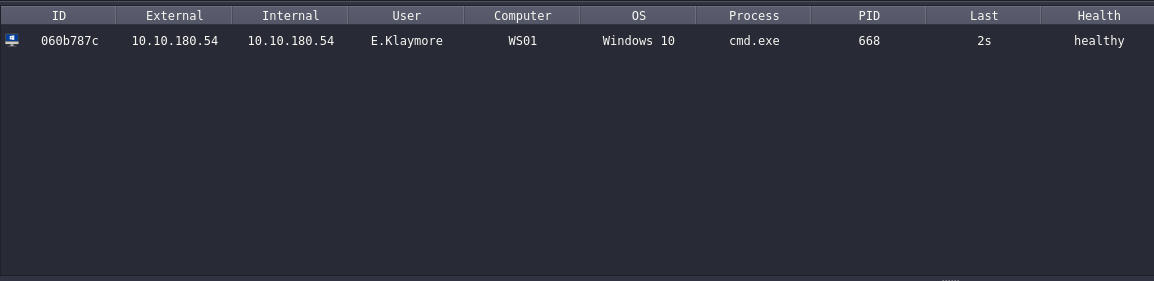 ID External Internal User Computer OS Process PID Last Health
060b787c 10.10.180.54 10.10.180.54 E.Klaymore WS01 Windows 10 cmd.exe 668 2s healthy